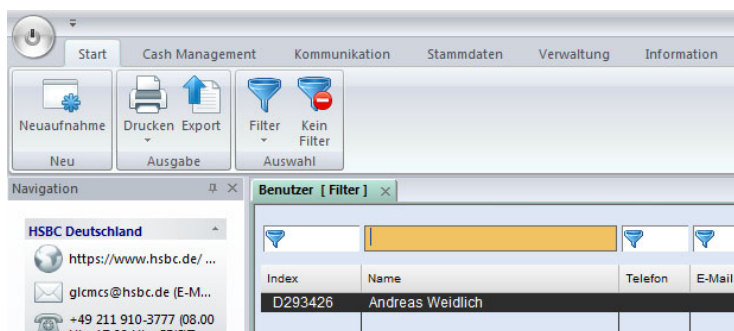 Start Cash Management Kommunikation Stammdaten Verwaltung Information
Neuaufnahme Drucken Export Filter Kein Filter
Neu Ausgabe Auswahl
Navigation Benutzer [ Filter ]
HSBC Deutschland
https://www.hsbc.de/ ...
Index Name Telefon E-Mail
glcmcs@hsbc.de (E-M...
D293426 Andreas Weidlich
+49 211 910-3777 (08.00